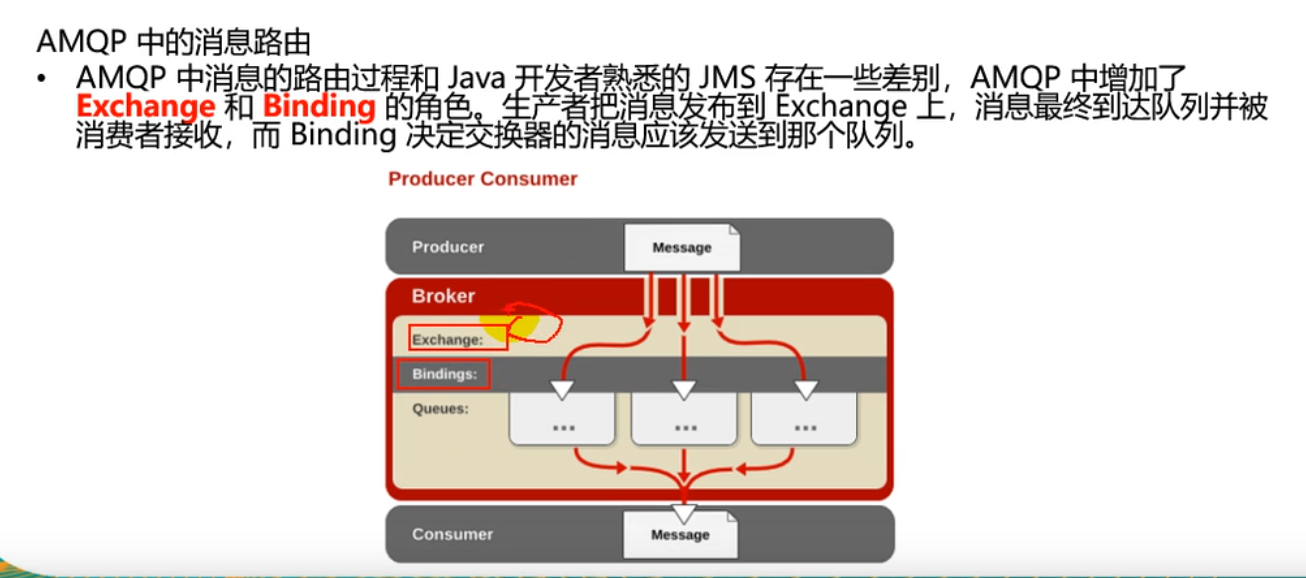 AMQP 中的消息路由
• AMQP 中消息的路由过程和 Java 开发者熟悉的 JMS 存在一些差别，AMQP 中增加了
Exchange 和 Binding 的角色。生产者把消息发布到 Exchange 上，消息最终到达队列并被
消费者接收，而 Binding 决定交换器的消息应该发送到那个队列。
Producer Consumer
Producer
Message
Broker
Exchange:
Bindings:
Queues:
... ... ...
Consumer
Message